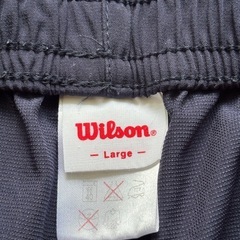 Wilson®
— Large —